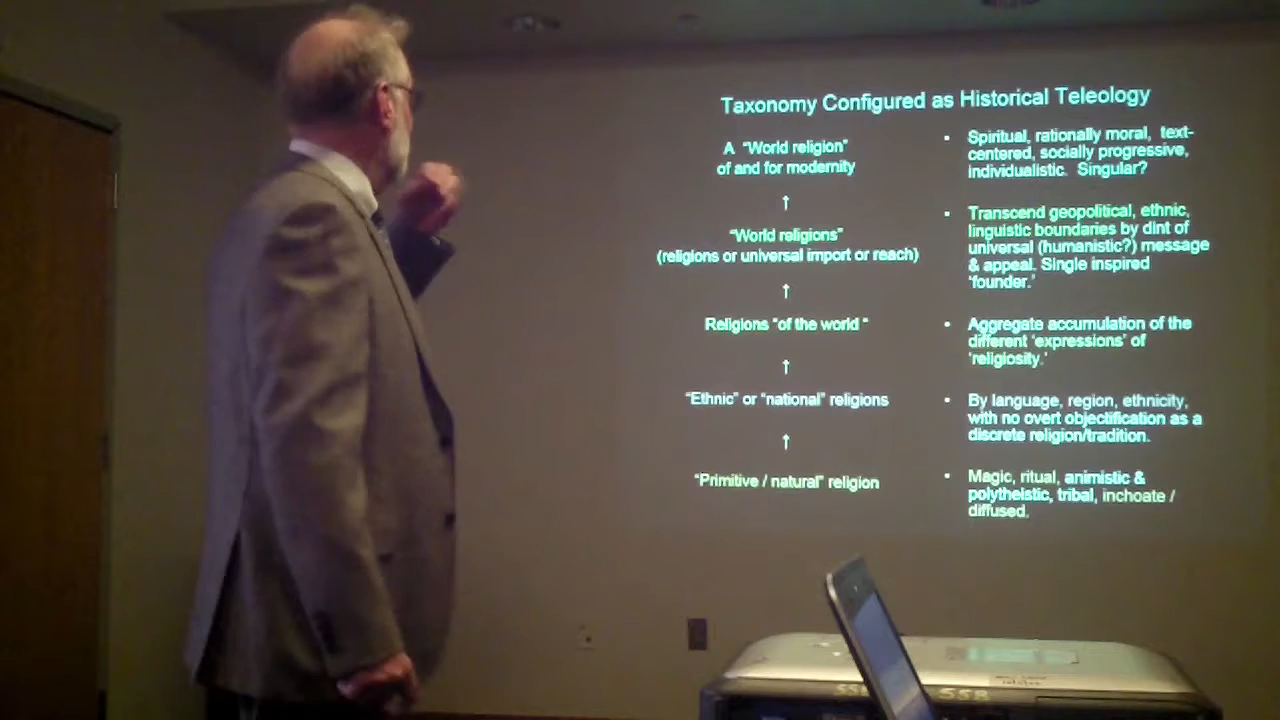 Taxonomy Configured as Historical Teleology
A "World religion"
of and for modernity
↑
"World religions"
(religions or universal import or reach)
↑
Religions "of the world "
↑
"Ethnic" or "national" religions
↑
"Primitive / natural" religion
• Spiritual, rationally moral, text-
centered, socially progressive,
individualistic. Singular?
• Transcend geopolitical, ethnic,
linguistic boundaries by dint of
universal (humanistic?) message
& appeal. Single inspired
'founder.'
• Aggregate accumulation of the
different 'expressions' of
'religiosity.'
• By language, region, ethnicity,
with no overt objectification as a
discrete religion/tradition.
• Magic, ritual, animistic &
polytheistic, tribal, inchoate /
diffused.
SSB SSB